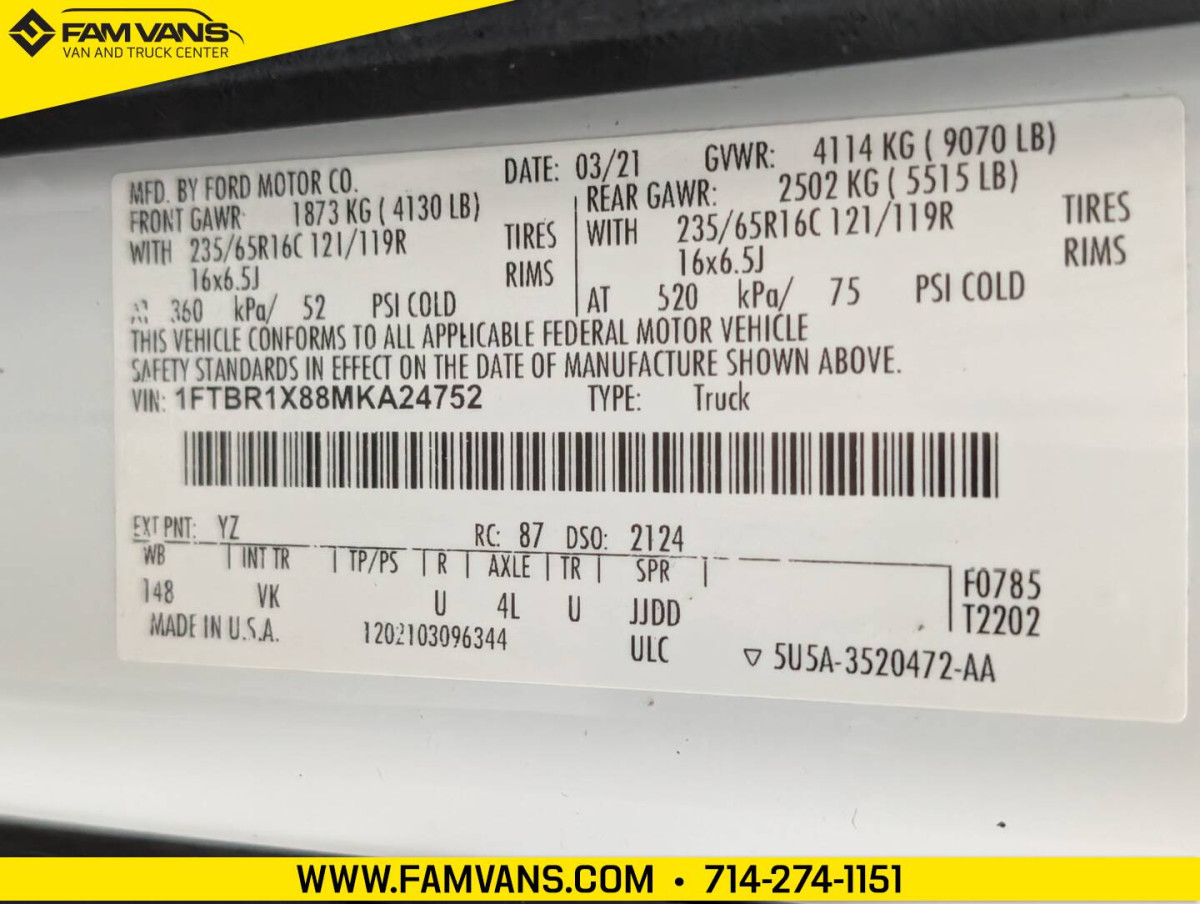 FAM VANS
VAN AND TRUCK CENTER
MFD. BY FORD MOTOR CO. DATE: 03/21 GVWR: 4114 KG ( 9070 LB)
FRONT GAWR 1873 KG ( 4130 LB) REAR GAWR: 2502 KG ( 5515 LB)
WITH 235/65R16C 121/119R TIRES WITH 235/65R16C 121/119R TIRES
16x6.5J RIMS 16x6.5J RIMS
360 kPa/ 52 PSI COLD AT 520 kPa/ 75 PSI COLD
THIS VEHICLE CONFORMS TO ALL APPLICABLE FEDERAL MOTOR VEHICLE
SAFETY STANDARDS IN EFFECT ON THE DATE OF MANUFACTURE SHOWN ABOVE.
VIN: 1FTBR1X88MKA24752 TYPE: Truck
EXT PNT: YZ RC: 87 DSO: 2124
WB INT TR TP/PS R AXLE TR SPR F0785
148 VK U 4L U JJDD T2202
MADE IN U.S.A. 1202103096344 ULC ▽ 5U5A-3520472-AA
WWW.FAMVANS.COM • 714-274-1151